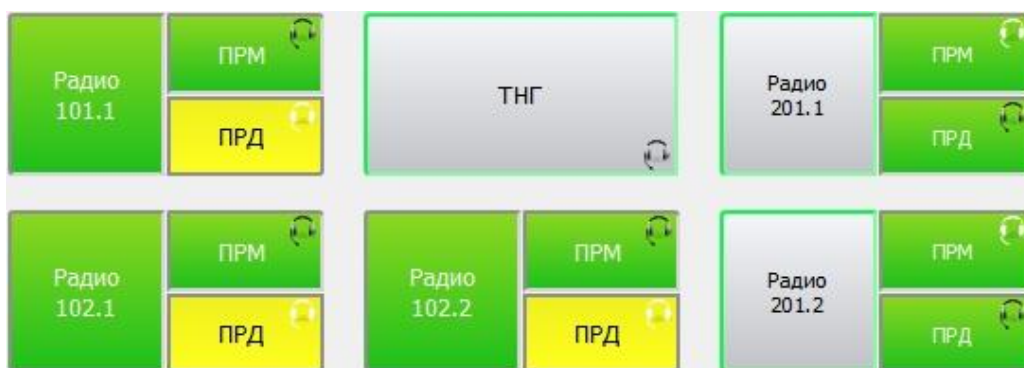 Радио
101.1
ПРМ
ПРД
ТНГ
Радио
201.1
ПРМ
ПРД
Радио
102.1
ПРМ
ПРД
Радио
102.2
ПРМ
ПРД
Радио
201.2
ПРМ
ПРД